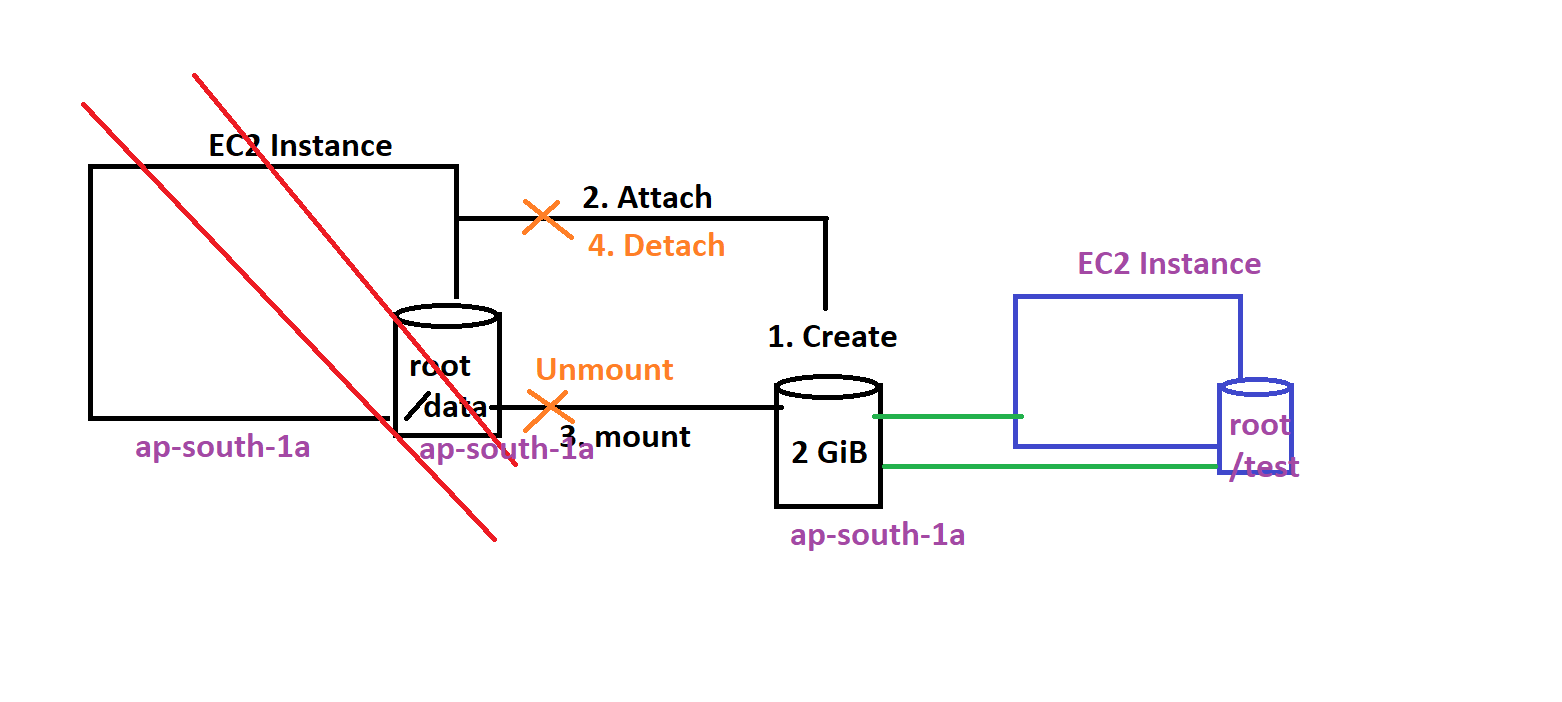 EC2 Instance
2. Attach
4. Detach
EC2 Instance
1. Create
root
/data
Unmount
3. mount
ap-south-1a
ap-south-1a
2 GiB
root
/test
ap-south-1a